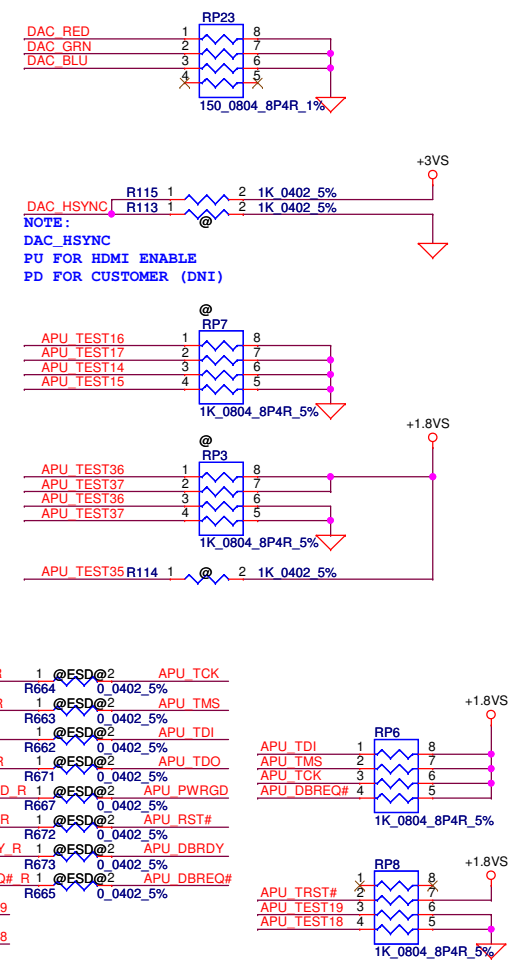 RP23
DAC_RED 1 8
DAC_GRN 2 7
DAC_BLU 3 6
4 5
150_0804_8P4R_1%
+3VS
R115 1 2 1K_0402_5%
DAC_HSYNC R113 1 2 1K_0402_5%
@
NOTE:
DAC_HSYNC
PU FOR HDMI ENABLE
PD FOR CUSTOMER (DNI)
@
RP7
APU_TEST16 1 8
APU_TEST17 2 7
APU_TEST14 3 6
APU_TEST15 4 5
1K_0804_8P4R_5%
+1.8VS
@
RP3
APU_TEST36 1 8
APU_TEST37 2 7
APU_TEST36 3 6
APU_TEST37 4 5
1K_0804_8P4R_5%
APU_TEST35 R114 1 @ 2 1K_0402_5%
R 1 @ESD@ 2 APU_TCK
R664 0_0402_5%
R 1 @ESD@ 2 APU_TMS
R663 0_0402_5%
1 @ESD@ 2 APU_TDI
R662 0_0402_5%
R 1 @ESD@ 2 APU_TDO
R671 0_0402_5%
D_R 1 @ESD@ 2 APU_PWRGD
R667 0_0402_5%
R 1 @ESD@ 2 APU_RST#
R672 0_0402_5%
Y_R 1 @ESD@ 2 APU_DBRDY
R673 0_0402_5%
Q#_R 1 @ESD@ 2 APU_DBREQ#
R665 0_0402_5%
9
8
+1.8VS
RP6
APU_TDI 1 8
APU_TMS 2 7
APU_TCK 3 6
APU_DBREQ# 4 5
1K_0804_8P4R_5%
+1.8VS
RP8
1 8
APU_TRST# 2 7
APU_TEST19 3 6
APU_TEST18 4 5
1K_0804_8P4R_5%